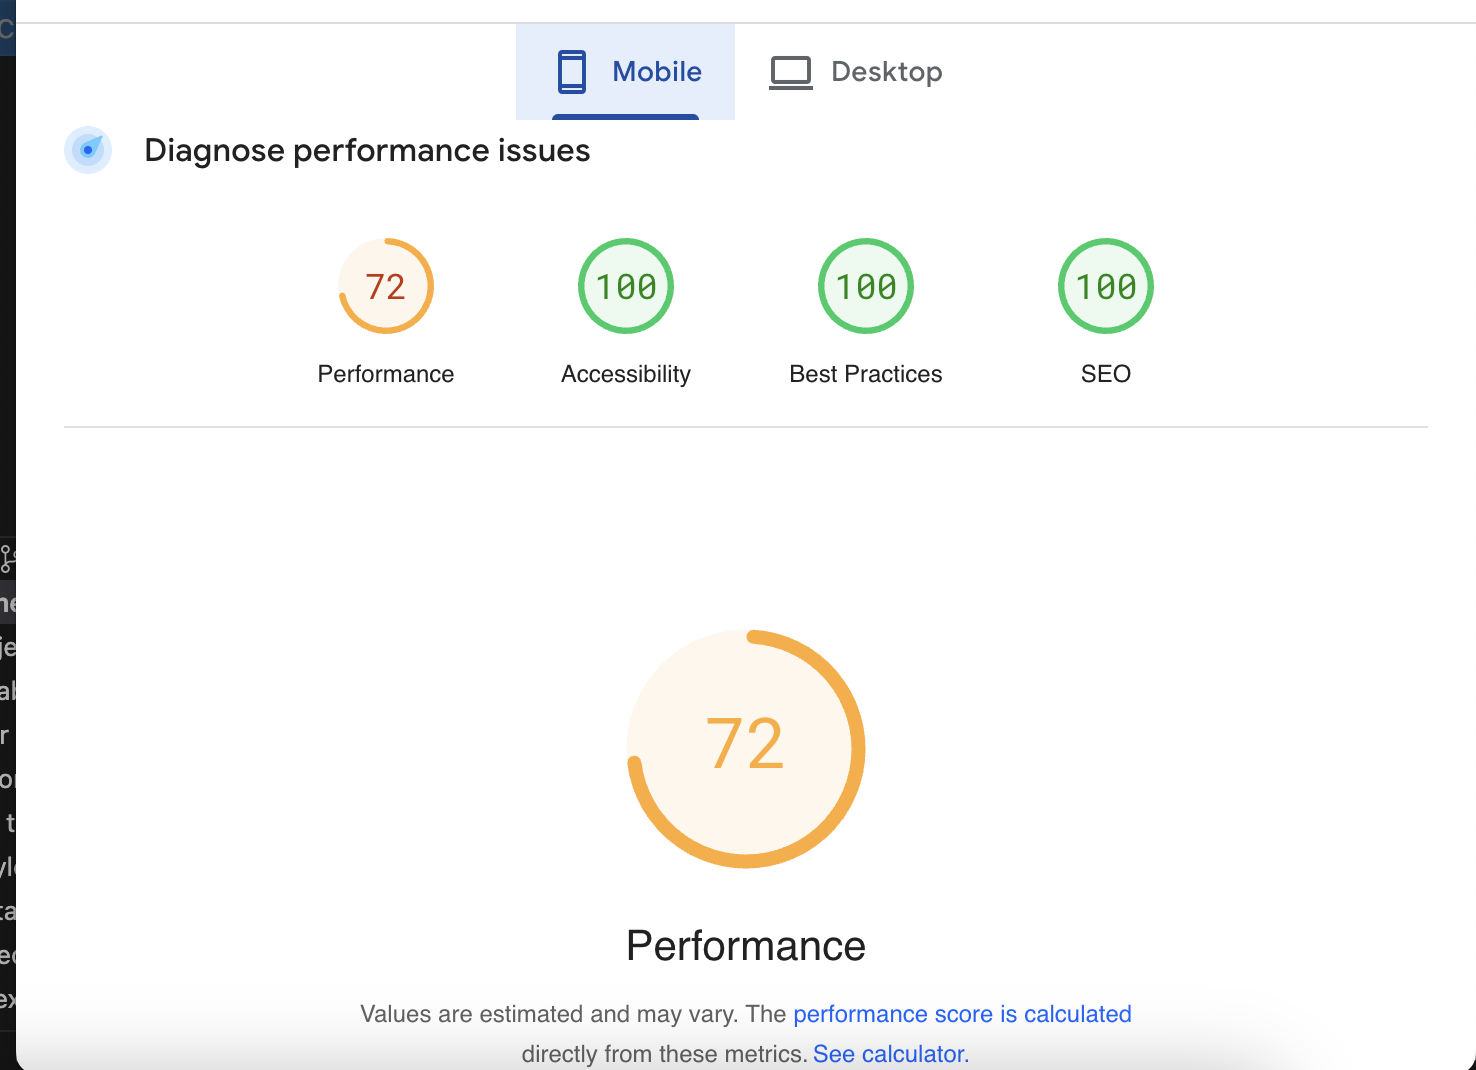 Mobile
Desktop
Diagnose performance issues
72
100
100
100
Performance
Accessibility
Best Practices
SEO
72
Performance
Values are estimated and may vary. The performance score is calculated
directly from these metrics. See calculator.